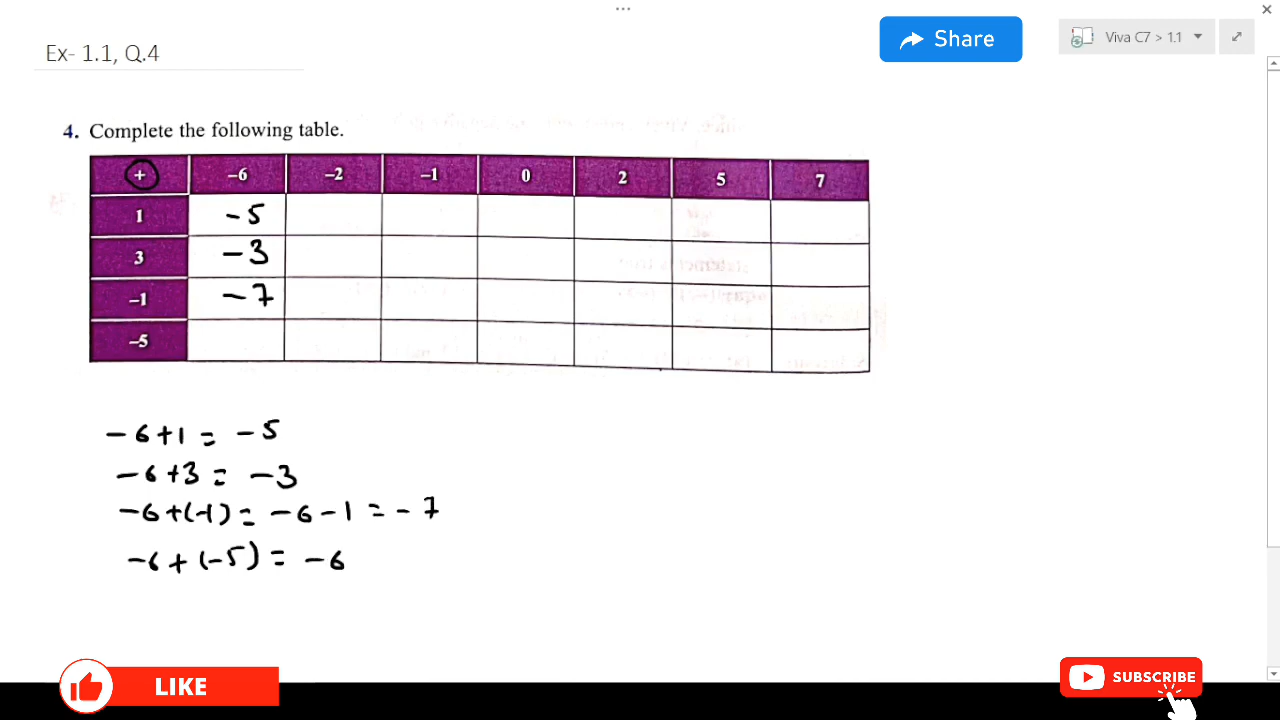 ...
Ex- 1.1, Q.4
Share
Viva C7 > 1.1
4. Complete the following table.
+ -6 -2 -1 0 2 5 7
1 -5
3 -3
-1 -7
-5
-6+1 = -5
-6+3 = -3
-6+(-1) = -6-1 = -7
-6+(-5) = -6
LIKE
SUBSCRIBE